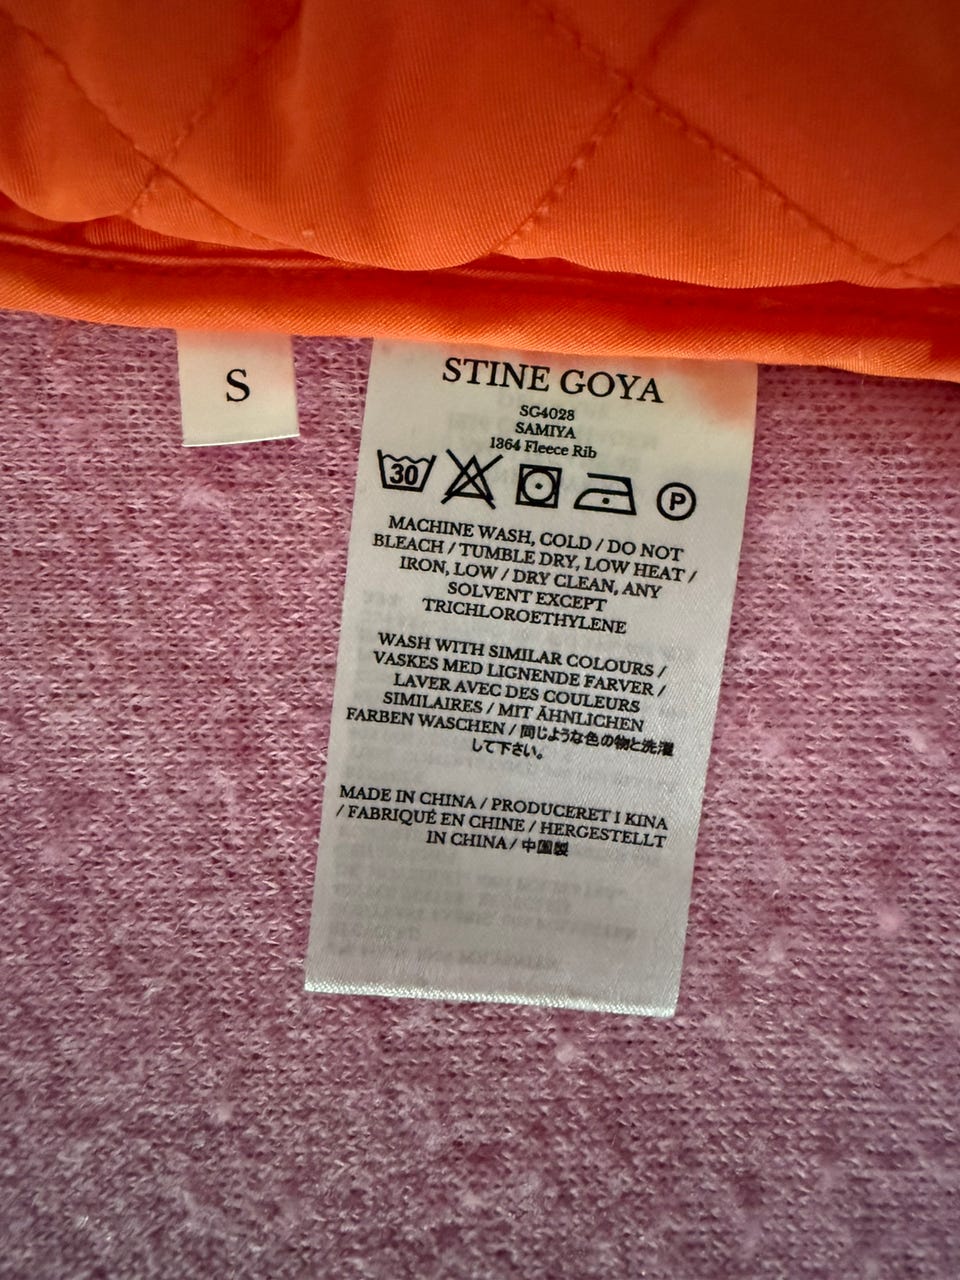 S
STINE GOYA
SG4028
SAMIYA
1364 Fleece Rib
30
P
MACHINE WASH, COLD / DO NOT
BLEACH / TUMBLE DRY, LOW HEAT /
IRON, LOW / DRY CLEAN, ANY
SOLVENT EXCEPT
TRICHLOROETHYLENE
WASH WITH SIMILAR COLOURS /
VASKES MED LIGNENDE FARVER /
LAVER AVEC DES COULEURS
SIMILAIRES / MIT ÄHNLICHEN
FARBEN WASCHEN / 同じような色の物と洗濯
して下さい。
MADE IN CHINA / PRODUCERET I KINA
/ FABRIQUÉ EN CHINE / HERGESTELLT
IN CHINA / 中国製